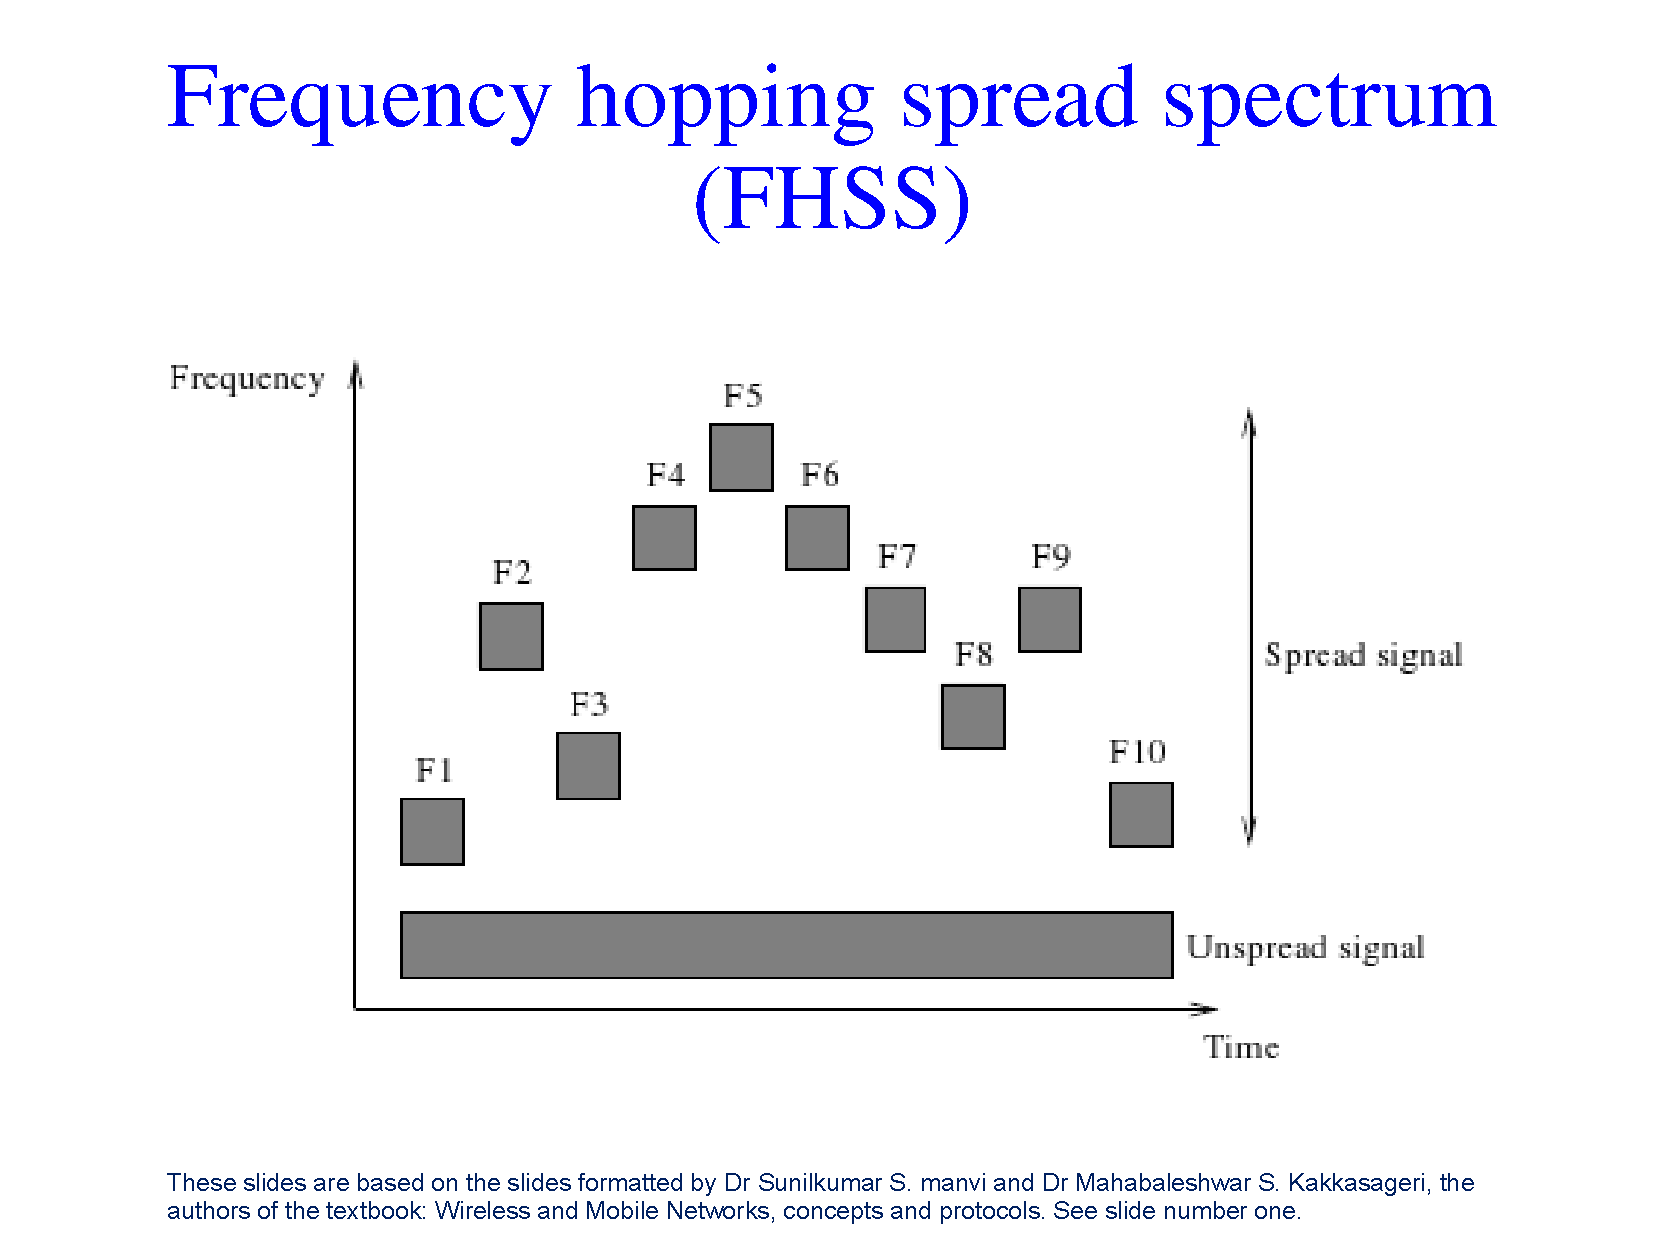 Frequency hopping spread spectrum
(FHSS)
Frequency
F5
F4
F6
F7
F9
F2
F8
Spread signal
F3
F10
F1
Unspread signal
Time
These slides are based on the slides formatted by Dr Sunilkumar S. manvi and Dr Mahabaleshwar S. Kakkasageri, the
authors of the textbook: Wireless and Mobile Networks, concepts and protocols. See slide number one.